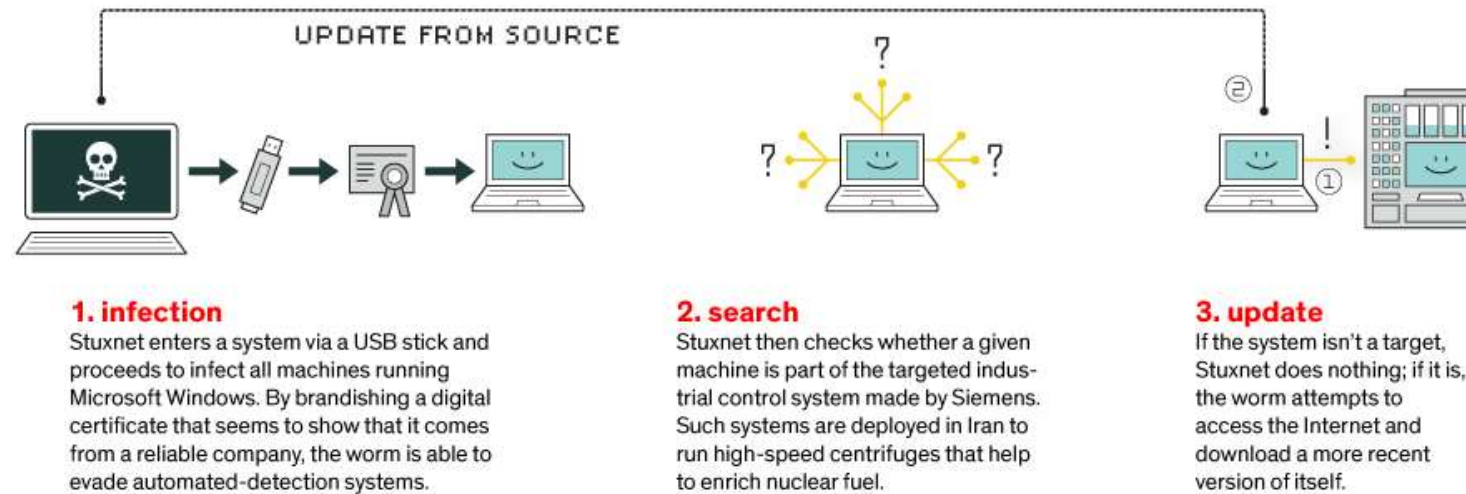 UPDATE FROM SOURCE
?
?
?
2
!
1
1. infection
Stuxnet enters a system via a USB stick and
proceeds to infect all machines running
Microsoft Windows. By brandishing a digital
certificate that seems to show that it comes
from a reliable company, the worm is able to
evade automated-detection systems.
2. search
Stuxnet then checks whether a given
machine is part of the targeted indus-
trial control system made by Siemens.
Such systems are deployed in Iran to
run high-speed centrifuges that help
to enrich nuclear fuel.
3. update
If the system isn't a target,
Stuxnet does nothing; if it is,
the worm attempts to
access the Internet and
download a more recent
version of itself.